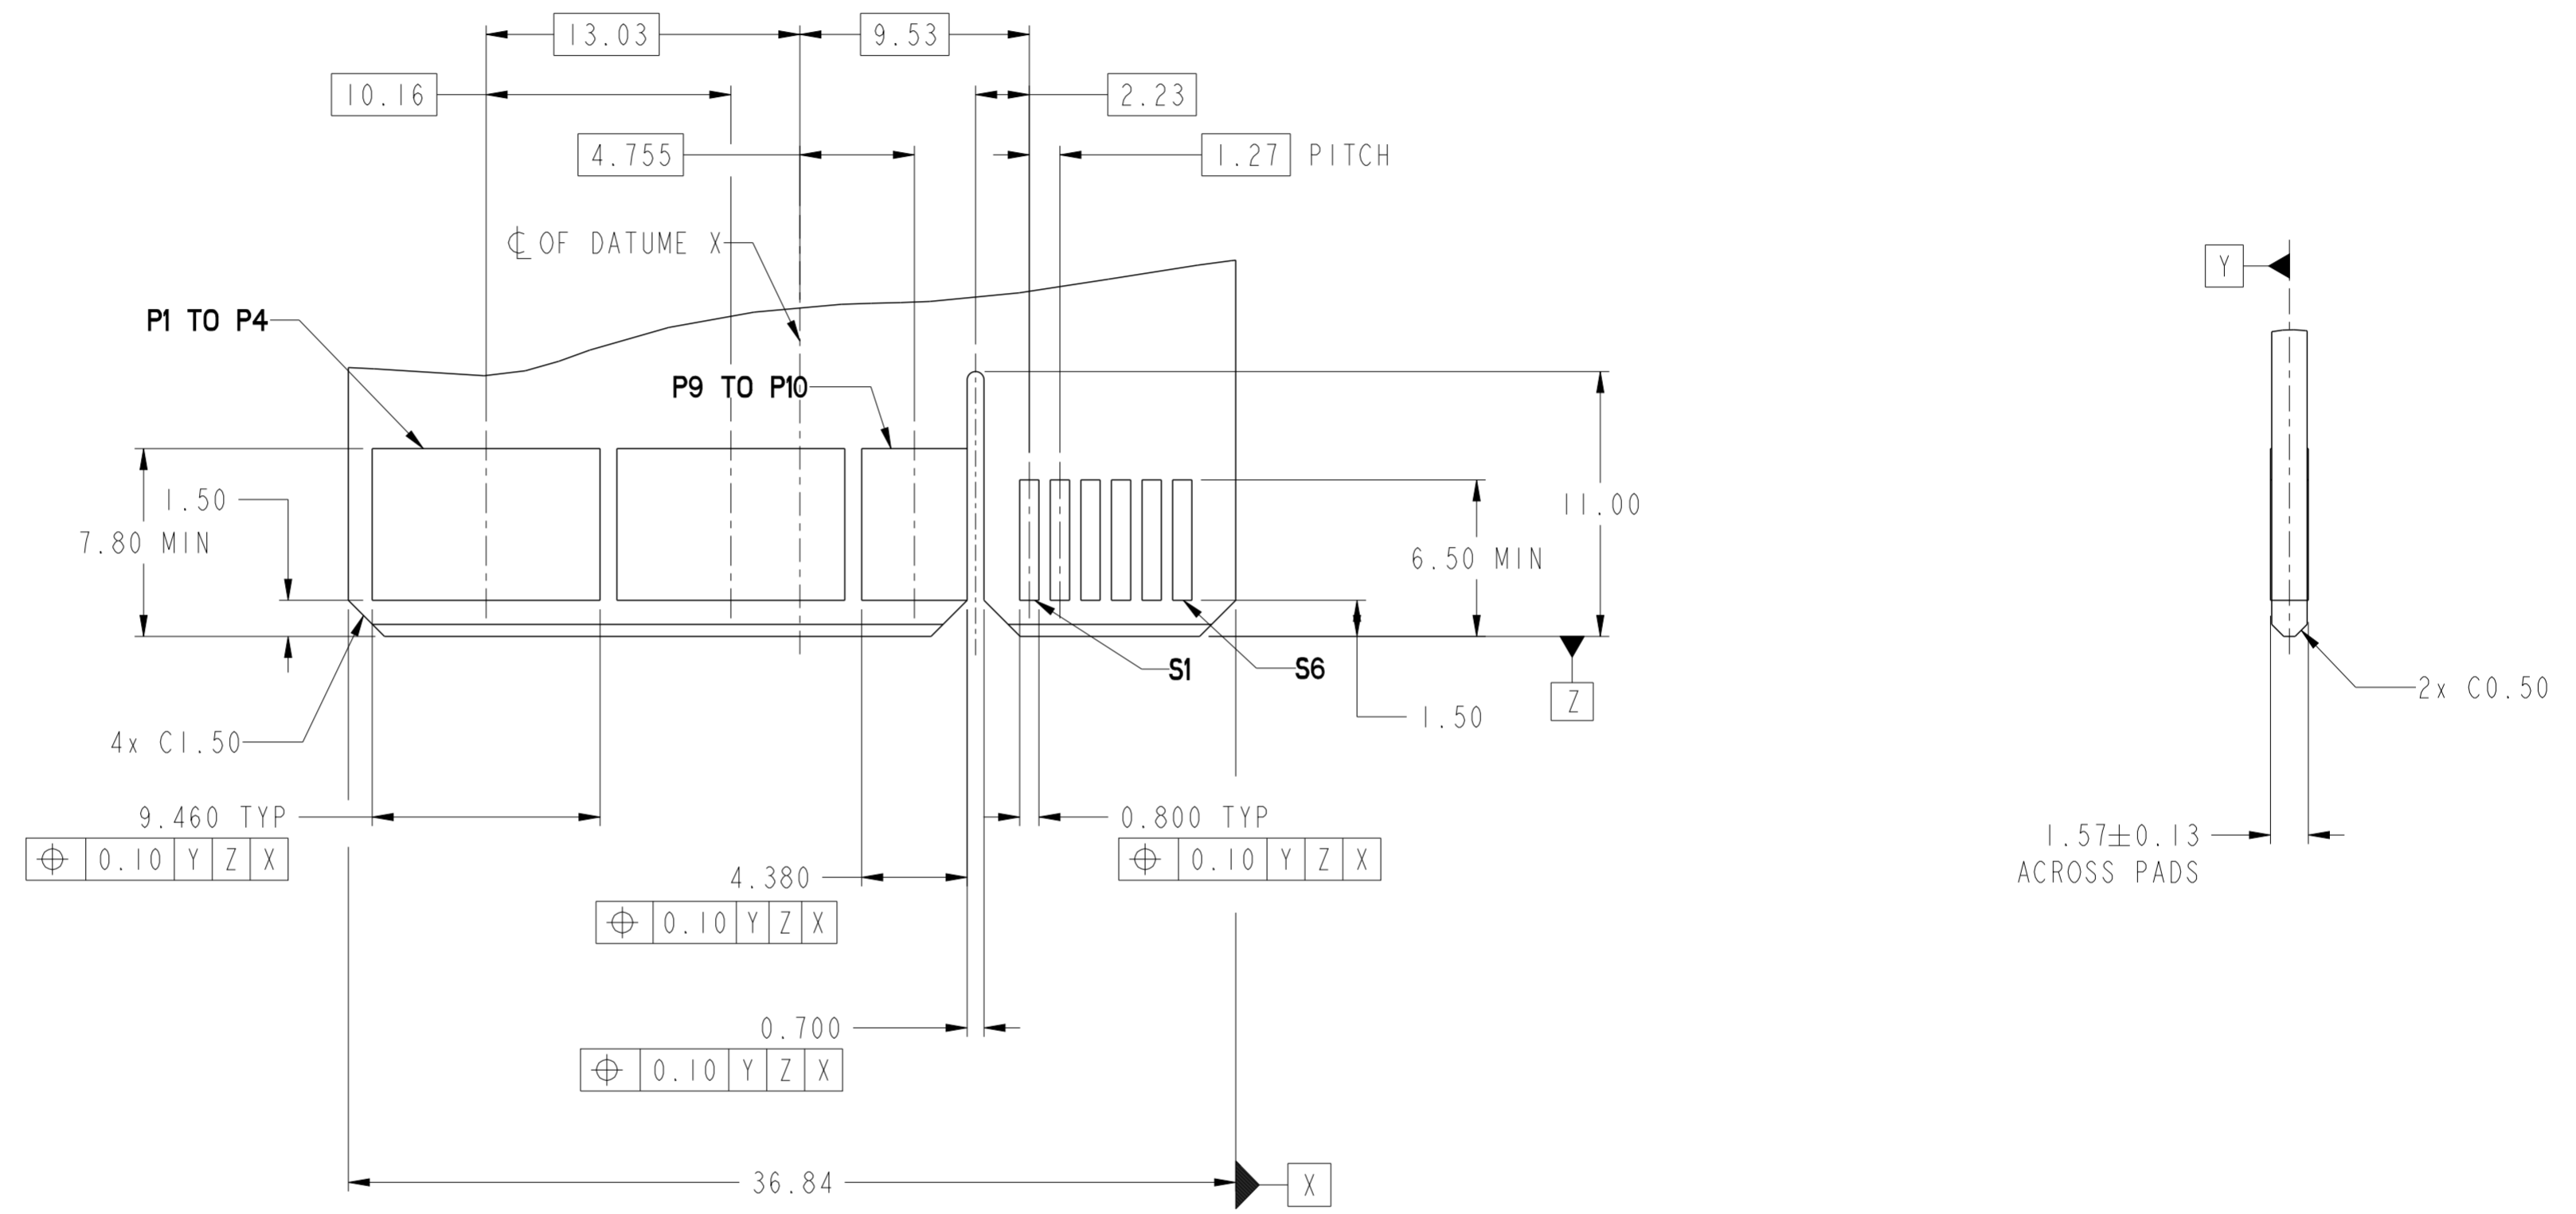 13.03
9.53
10.16
2.23
4.755
1.27 PITCH
℄ OF DATUME X
Y
P1 TO P4
P9 TO P10
1.50
7.80 MIN
11.00
6.50 MIN
S1
S6
2x C0.50
Z
1.50
4x C1.50
9.460 TYP
⌖ 0.10 Y Z X
0.800 TYP
⌖ 0.10 Y Z X
1.57±0.13
ACROSS PADS
4.380
⌖ 0.10 Y Z X
0.700
⌖ 0.10 Y Z X
36.84
X